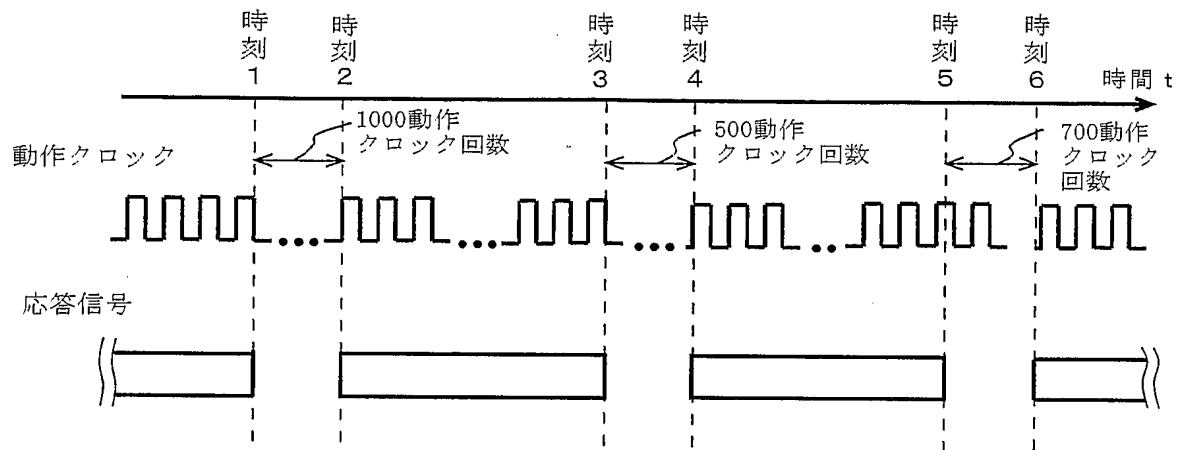 時刻1
時刻2
時刻3
時刻4
時刻5
時刻6
時間 t
1000動作
クロック回数
500動作
クロック回数
700動作
クロック
回数
動作クロック
応答信号